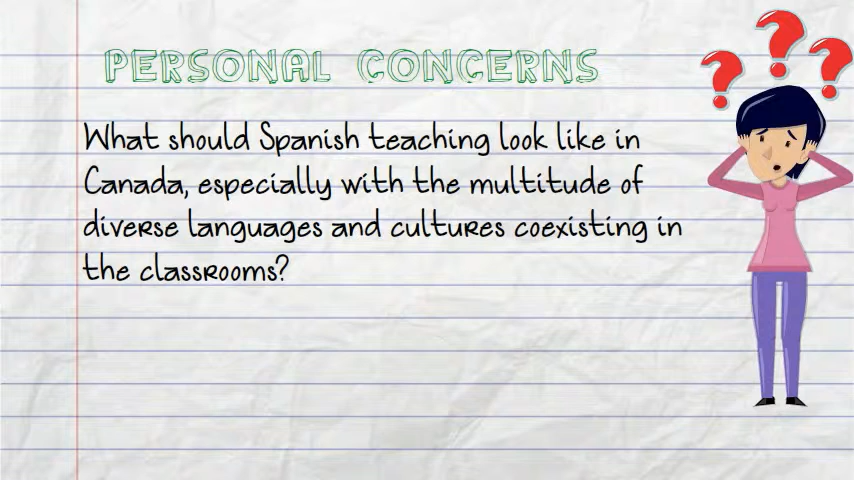 PERSONAL CONCERNS
What should Spanish teaching look like in
Canada, especially with the multitude of
diverse languages and cultures coexisting in
the classrooms?